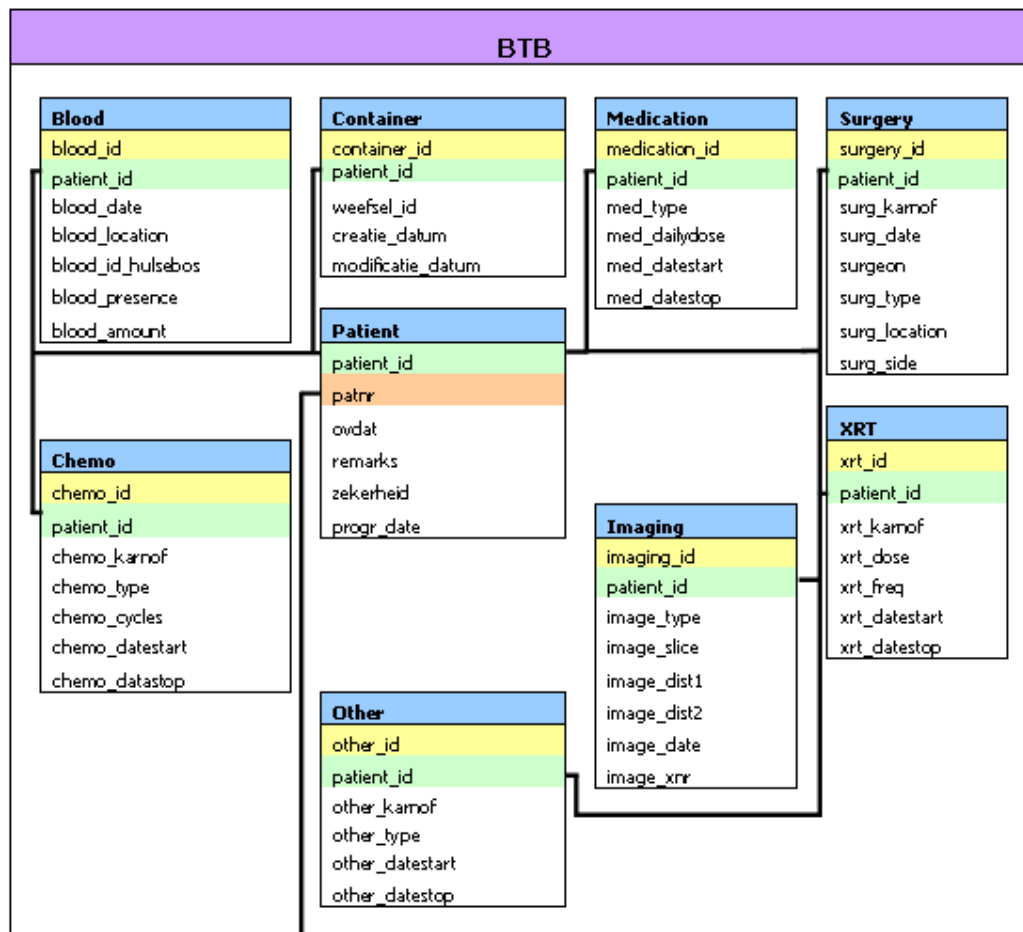 BTB
Blood
blood_id
patient_id
blood_date
blood_location
blood_id_hulsebos
blood_presence
blood_amount
Container
container_id
patient_id
weefsel_id
creatie_datum
modificatie_datum
Medication
medication_id
patient_id
med_type
med_dailydose
med_datestart
med_datestop
Surgery
surgery_id
patient_id
surg_karnof
surg_date
surgeon
surg_type
surg_location
surg_side
Patient
patient_id
patnr
ovdat
remarks
zekerheid
progr_date
Chemo
chemo_id
patient_id
chemo_karnof
chemo_type
chemo_cycles
chemo_datestart
chemo_datastop
XRT
xrt_id
patient_id
xrt_karnof
xrt_dose
xrt_freq
xrt_datestart
xrt_datestop
Imaging
imaging_id
patient_id
image_type
image_slice
image_dist1
image_dist2
image_date
image_xnr
Other
other_id
patient_id
other_karnof
other_type
other_datestart
other_datestop